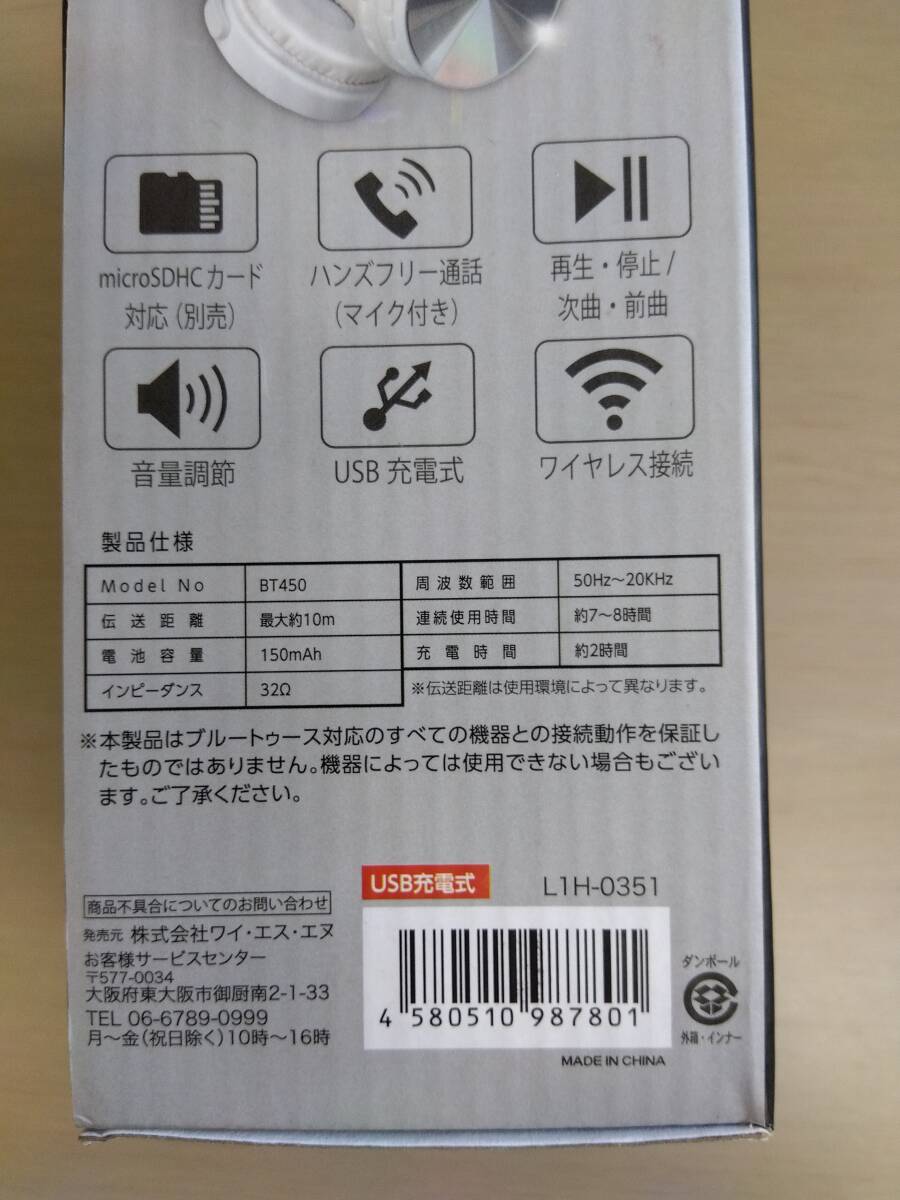 microSDHCカード
対応（別売）
ハンズフリー通話
（マイク付き）
再生・停止/
次曲・前曲
音量調節
USB 充電式
ワイヤレス接続
製品仕様
Model No BT450
伝送距離 最大約10m
電池容量 150mAh
インピーダンス 32Ω
周波数範囲 50Hz～20KHz
連続使用時間 約7～8時間
充電時間 約2時間
※伝送距離は使用環境によって異なります。
※本製品はブルートゥース対応のすべての機器との接続動作を保証し
たものではありません。機器によっては使用できない場合もござい
ます。ご了承ください。
商品不具合についてのお問い合わせ
発売元 株式会社ワイ・エス・エヌ
お客様サービスセンター
〒577-0034
大阪府東大阪市御厨南2-1-33
TEL 06-6789-0999
月～金（祝日除く）10時～16時
USB充電式
L1H-0351
4 580510 987801
MADE IN CHINA
ダンボール
外箱・インナー